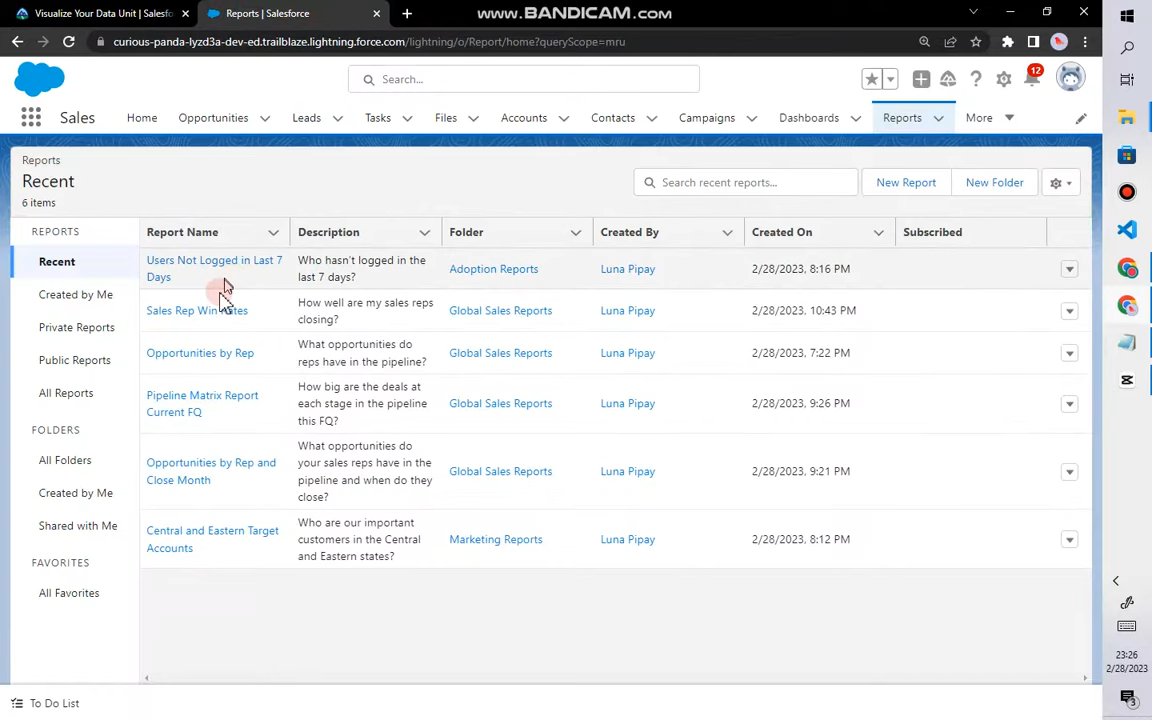 Visualize Your Data Unit | Salesfo
Reports | Salesforce
www.BANDICAM.com
curious-panda-lyzd3a-dev-ed.trailblaze.lightning.force.com/lightning/o/Report/home?queryScope=mru
Search...
12
Sales
Home
Opportunities
Leads
Tasks
Files
Accounts
Contacts
Campaigns
Dashboards
Reports
More
Reports
Recent
6 items
Search recent reports...
New Report
New Folder
REPORTS
Recent
Created by Me
Private Reports
Public Reports
All Reports
FOLDERS
All Folders
Created by Me
Shared with Me
FAVORITES
All Favorites
Report Name
Description
Folder
Created By
Created On
Subscribed
Users Not Logged in Last 7
Days
Who hasn't logged in the
last 7 days?
Adoption Reports
Luna Pipay
2/28/2023, 8:16 PM
Sales Rep Win
How well are my sales reps
closing?
Global Sales Reports
Luna Pipay
2/28/2023, 10:43 PM
Opportunities by Rep
What opportunities do
reps have in the pipeline?
Global Sales Reports
Luna Pipay
2/28/2023, 7:22 PM
Pipeline Matrix Report
Current FQ
How big are the deals at
each stage in the pipeline
this FQ?
Global Sales Reports
Luna Pipay
2/28/2023, 9:26 PM
Opportunities by Rep and
Close Month
What opportunities do
your sales reps have in the
pipeline and when do they
close?
Global Sales Reports
Luna Pipay
2/28/2023, 9:21 PM
Central and Eastern Target
Accounts
Who are our important
customers in the Central
and Eastern states?
Marketing Reports
Luna Pipay
2/28/2023, 8:12 PM
To Do List
23:26
2/28/2023
3